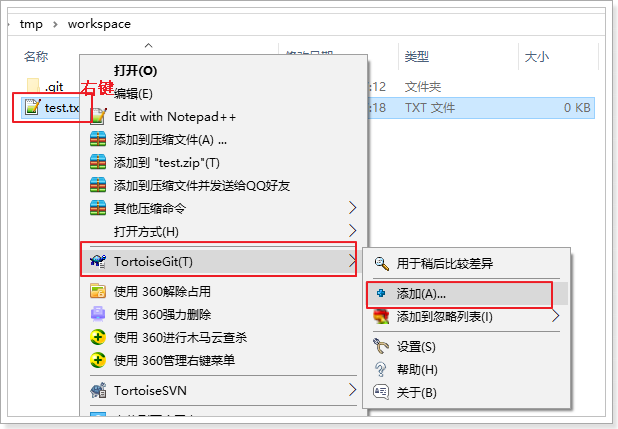 tmp › workspace
名称
类型
大小
.git
:12
文件夹
右键
test.tx
:18
TXT 文件
0 KB
打开(O)
编辑(E)
Edit with Notepad++
添加到压缩文件(A) ...
添加到 "test.zip"(T)
添加到压缩文件并发送给QQ好友
其他压缩命令
打开方式(H)
TortoiseGit(T)
使用 360解除占用
使用 360强力删除
使用 360进行木马云查杀
使用 360管理右键菜单
TortoiseSVN
用于稍后比较差异
添加(A)...
添加到忽略列表(I)
设置(S)
帮助(H)
关于(B)